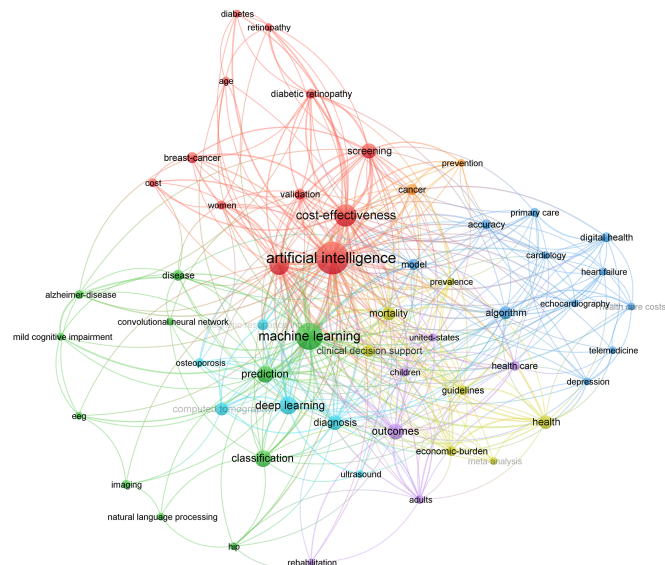 diabetes
retinopathy
age
diabetic retinopathy
screening
breast-cancer
prevention
cost
validation
cancer
women
cost-effectiveness
primary care
accuracy
digital health
artificial intelligence
cardiology
model
heart failure
disease
prevalence
alzheimer-disease
echocardiography
health care costs
mortality
algorithm
convolutional neural network
mild cognitive impairment
machine learning
united-states
clinical decision support
telemedicine
osteoporosis
health care
prediction
children
depression
guidelines
computed tomography
deep learning
eeg
diagnosis
health
outcomes
classification
economic-burden
meta-analysis
ultrasound
imaging
adults
natural language processing
hip
rehabilitation